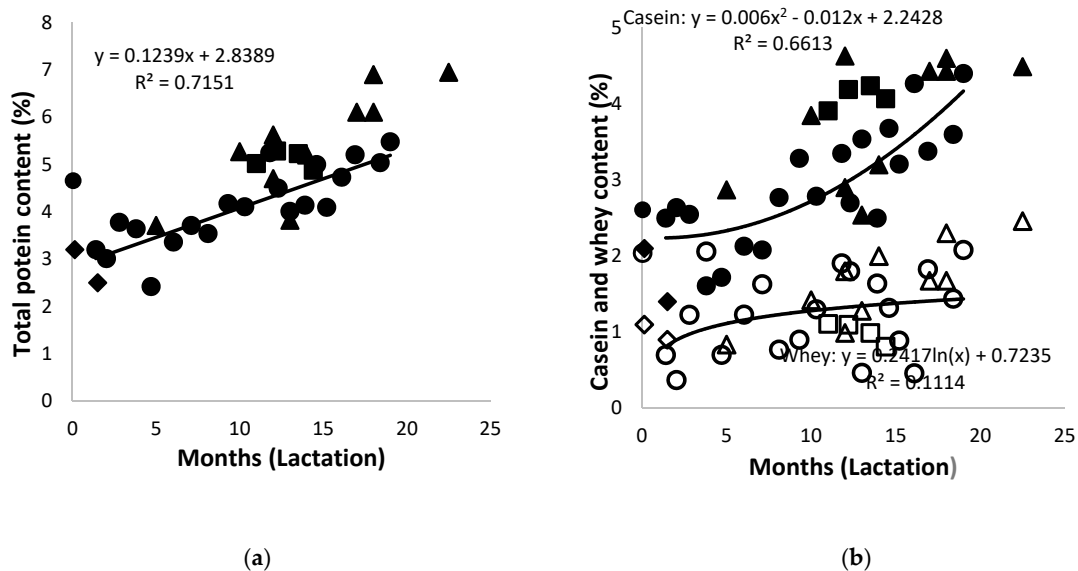 8
7
6
5
4
3
2
1
0
y = 0.1239x + 2.8389
R² = 0.7151
Total potein content (%)
0 5 10 15 20 25
Months (Lactation)
(a)
Casein: y = 0.006x² - 0.012x + 2.2428
R² = 0.6613
5
4
3
2
1
0
Casein and whey content (%)
Whey: y = 0.2417ln(x) + 0.7235
R² = 0.1114
0 5 10 15 20 25
Months (Lactation)
(b)